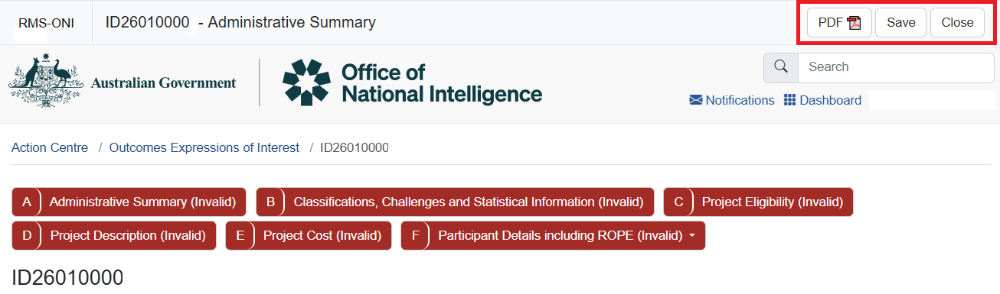 RMS-ONI ID26010000 - Administrative Summary PDF Save Close
Australian Government
AUSTRALIA
Office of
National Intelligence
Search
Notifications Dashboard
Action Centre / Outcomes Expressions of Interest / ID26010000
A Administrative Summary (Invalid) B Classifications, Challenges and Statistical Information (Invalid) C Project Eligibility (Invalid)
D Project Description (Invalid) E Project Cost (Invalid) F Participant Details including ROPE (Invalid)
ID26010000